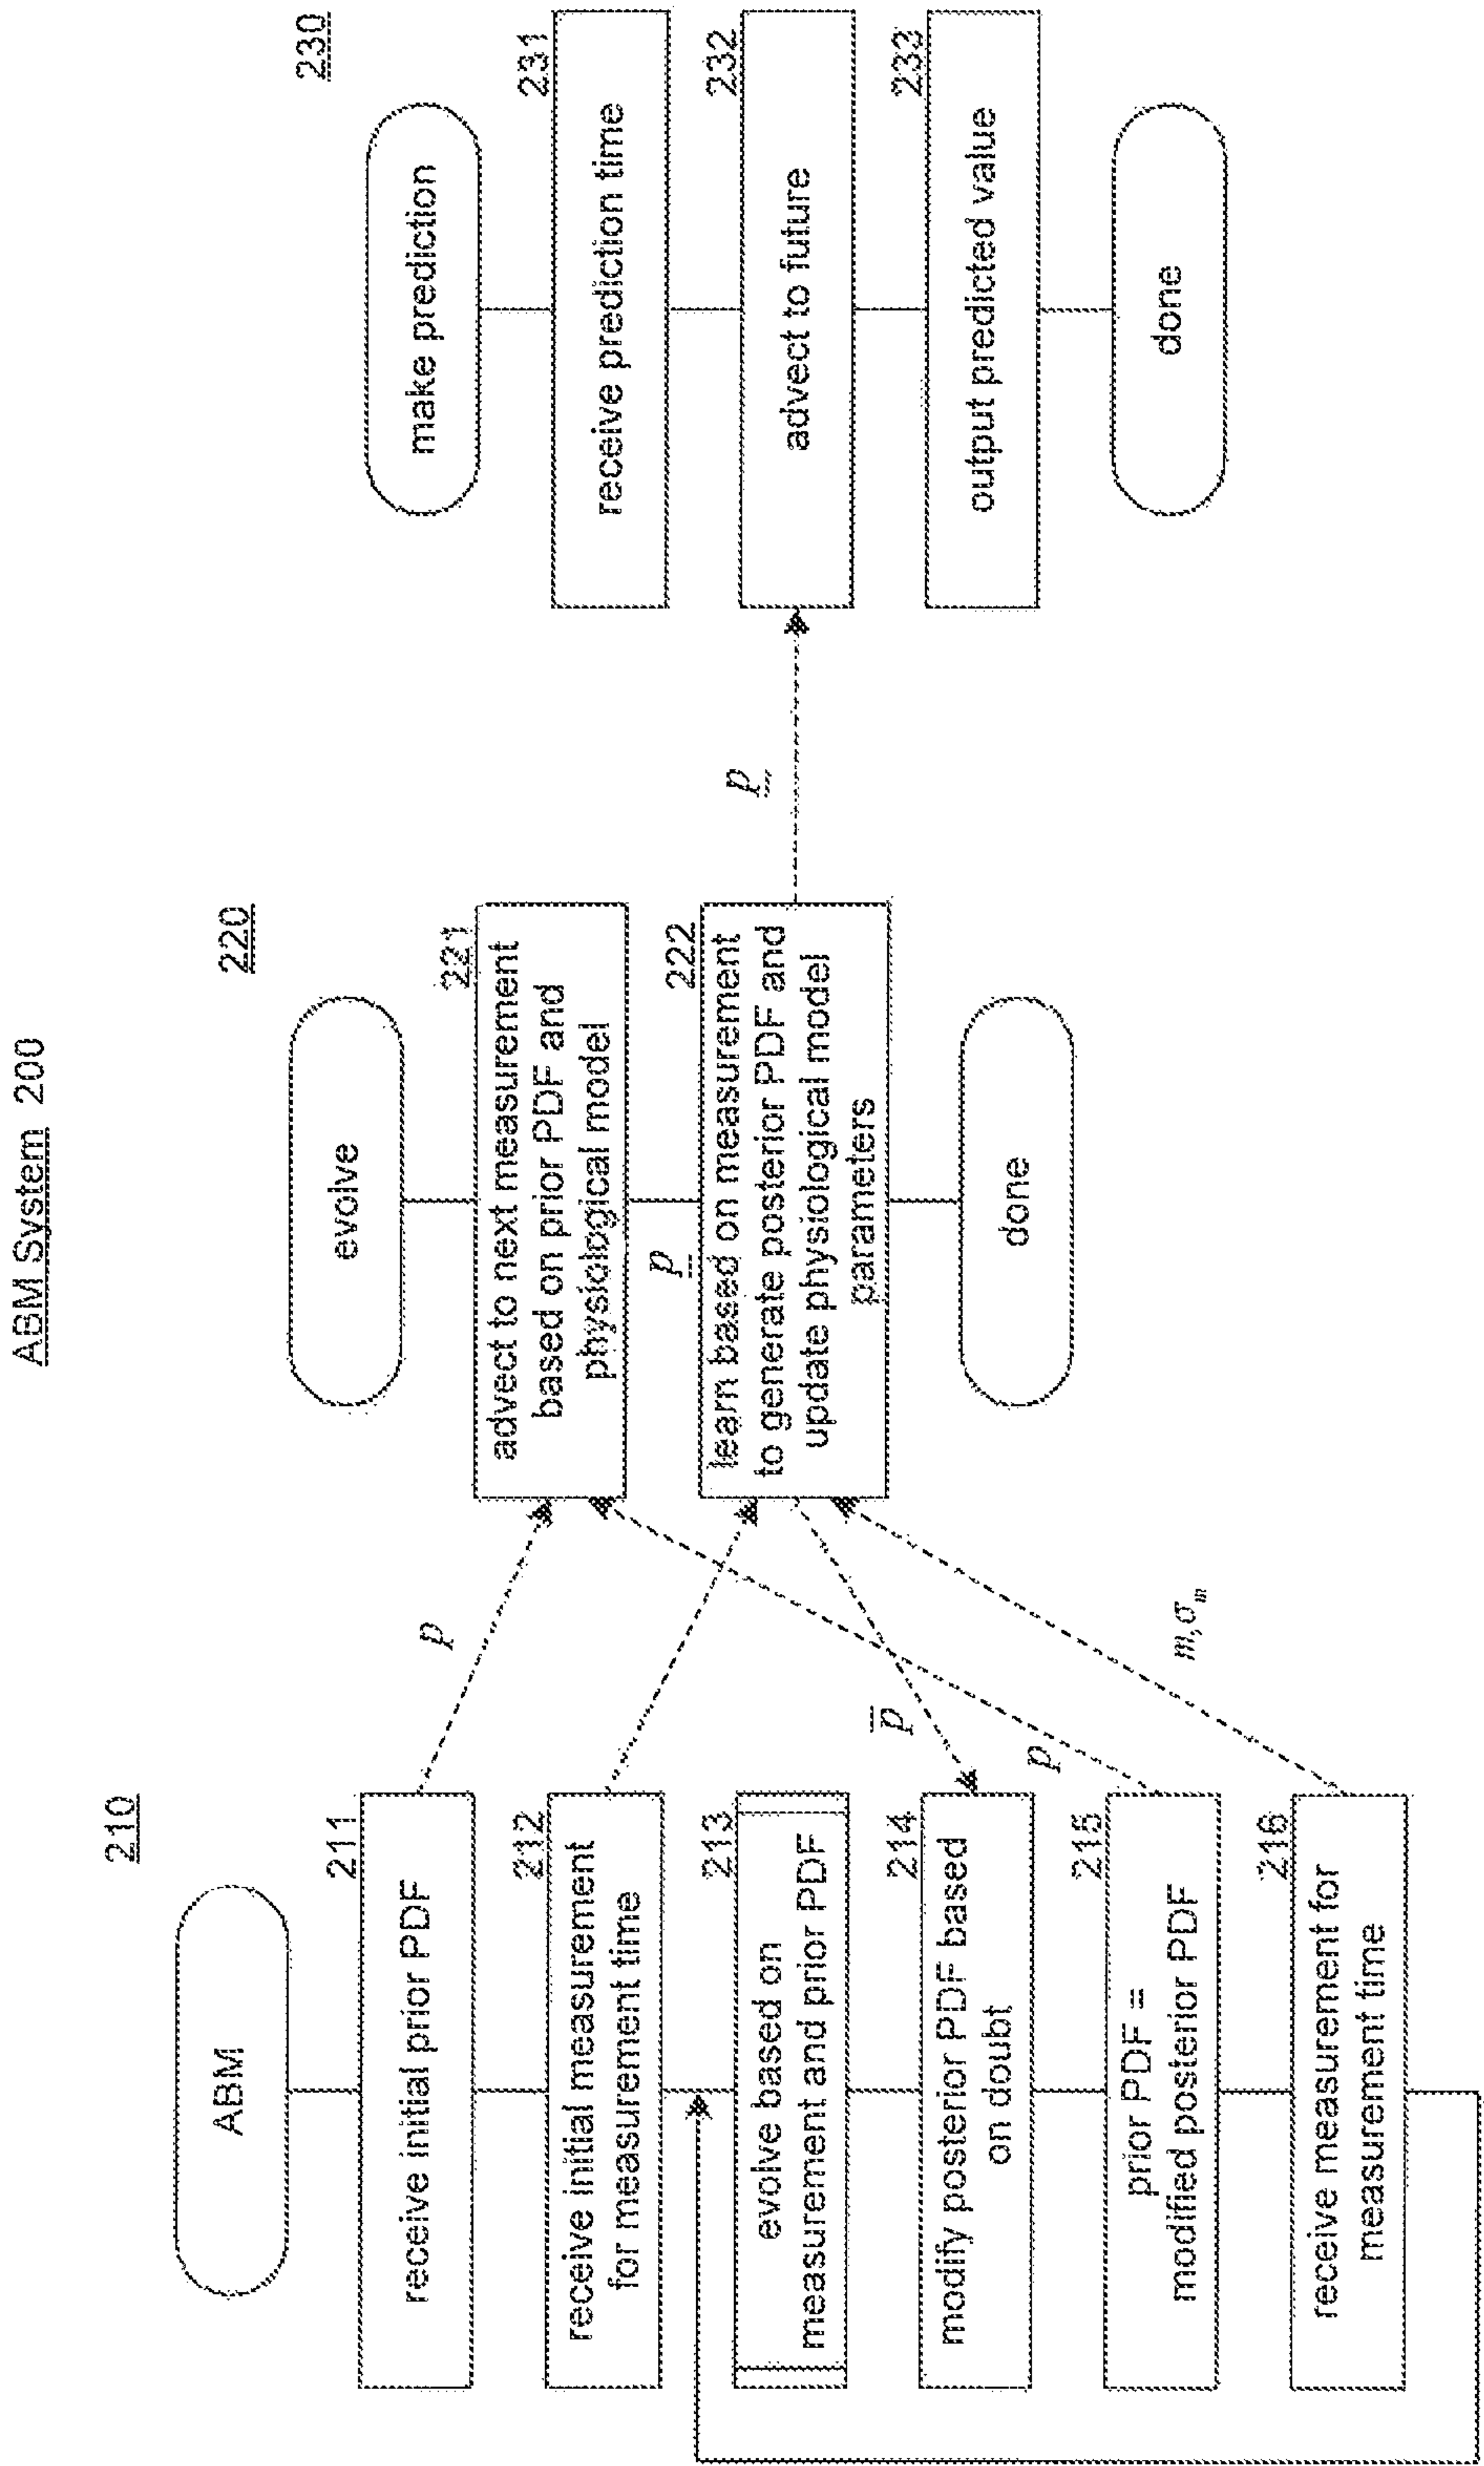 ABM System 200
210
ABM
211
receive initial prior PDF
212
receive initial measurement
for measurement time
213
evolve based on
measurement and prior PDF
214
modify posterior PDF based
on doubt
215
prior PDF =
modified posterior PDF
216
receive measurement for
measurement time
p
p̅
p
m,σₘ
220
evolve
221
advect to next measurement
based on prior PDF and
physiological model
p̲
222
learn based on measurement
to generate posterior PDF and
update physiological model
parameters
done
p̲
230
make prediction
231
receive prediction time
232
advect to future
233
output predicted value
done